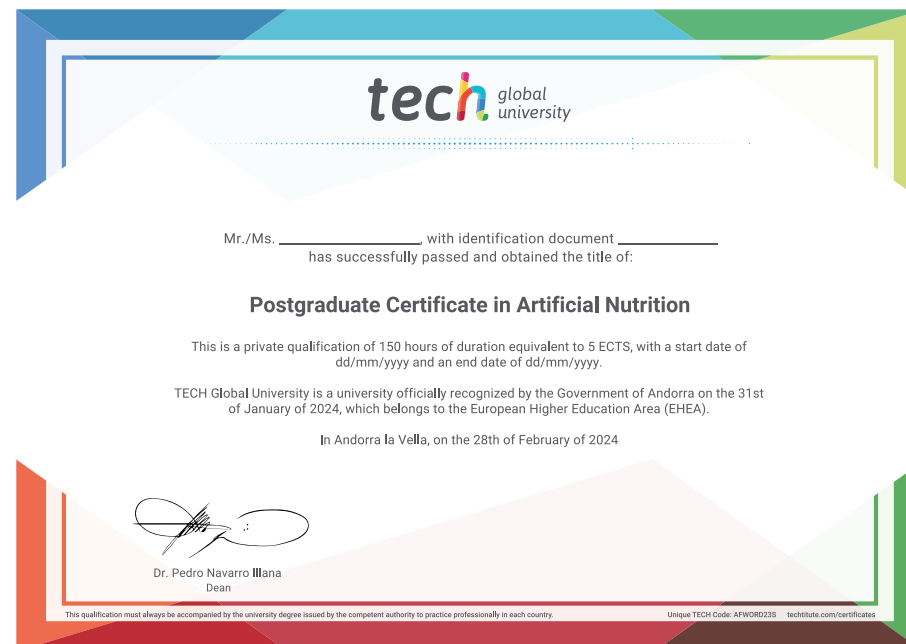 tech global university
Mr./Ms. ____________, with identification document ____________
has successfully passed and obtained the title of:
Postgraduate Certificate in Artificial Nutrition
This is a private qualification of 150 hours of duration equivalent to 5 ECTS, with a start date of
dd/mm/yyyy and an end date of dd/mm/yyyy.
TECH Global University is a university officially recognized by the Government of Andorra on the 31st
of January of 2024, which belongs to the European Higher Education Area (EHEA).
In Andorra la Vella, on the 28th of February of 2024
Dr. Pedro Navarro Illana
Dean
This qualification must always be accompanied by the university degree issued by the competent authority to practice professionally in each country.
Unique TECH Code: AFWORD23S techtitute.com/certificates